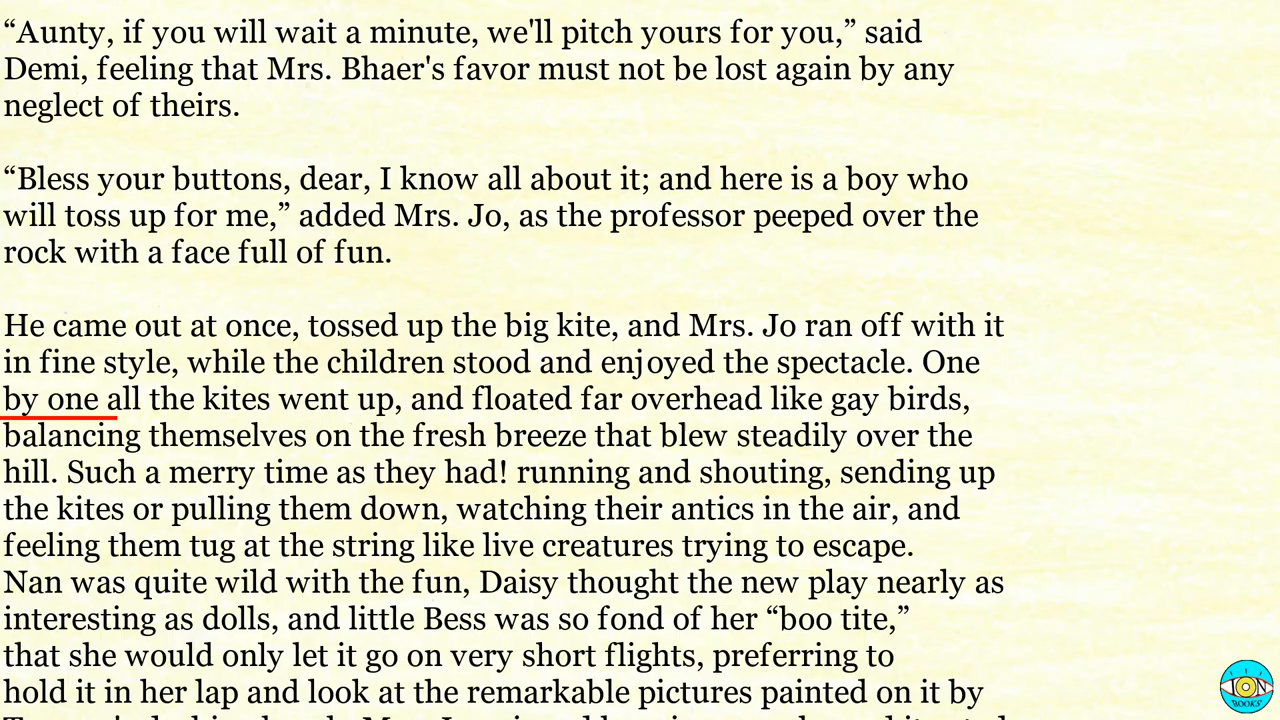 “Aunty, if you will wait a minute, we'll pitch yours for you,” said
Demi, feeling that Mrs. Bhaer's favor must not be lost again by any
neglect of theirs.
“Bless your buttons, dear, I know all about it; and here is a boy who
will toss up for me,” added Mrs. Jo, as the professor peeped over the
rock with a face full of fun.
He came out at once, tossed up the big kite, and Mrs. Jo ran off with it
in fine style, while the children stood and enjoyed the spectacle. One
by one all the kites went up, and floated far overhead like gay birds,
balancing themselves on the fresh breeze that blew steadily over the
hill. Such a merry time as they had! running and shouting, sending up
the kites or pulling them down, watching their antics in the air, and
feeling them tug at the string like live creatures trying to escape.
Nan was quite wild with the fun, Daisy thought the new play nearly as
interesting as dolls, and little Bess was so fond of her “boo tite,”
that she would only let it go on very short flights, preferring to
hold it in her lap and look at the remarkable pictures painted on it by
ION
BOOKS